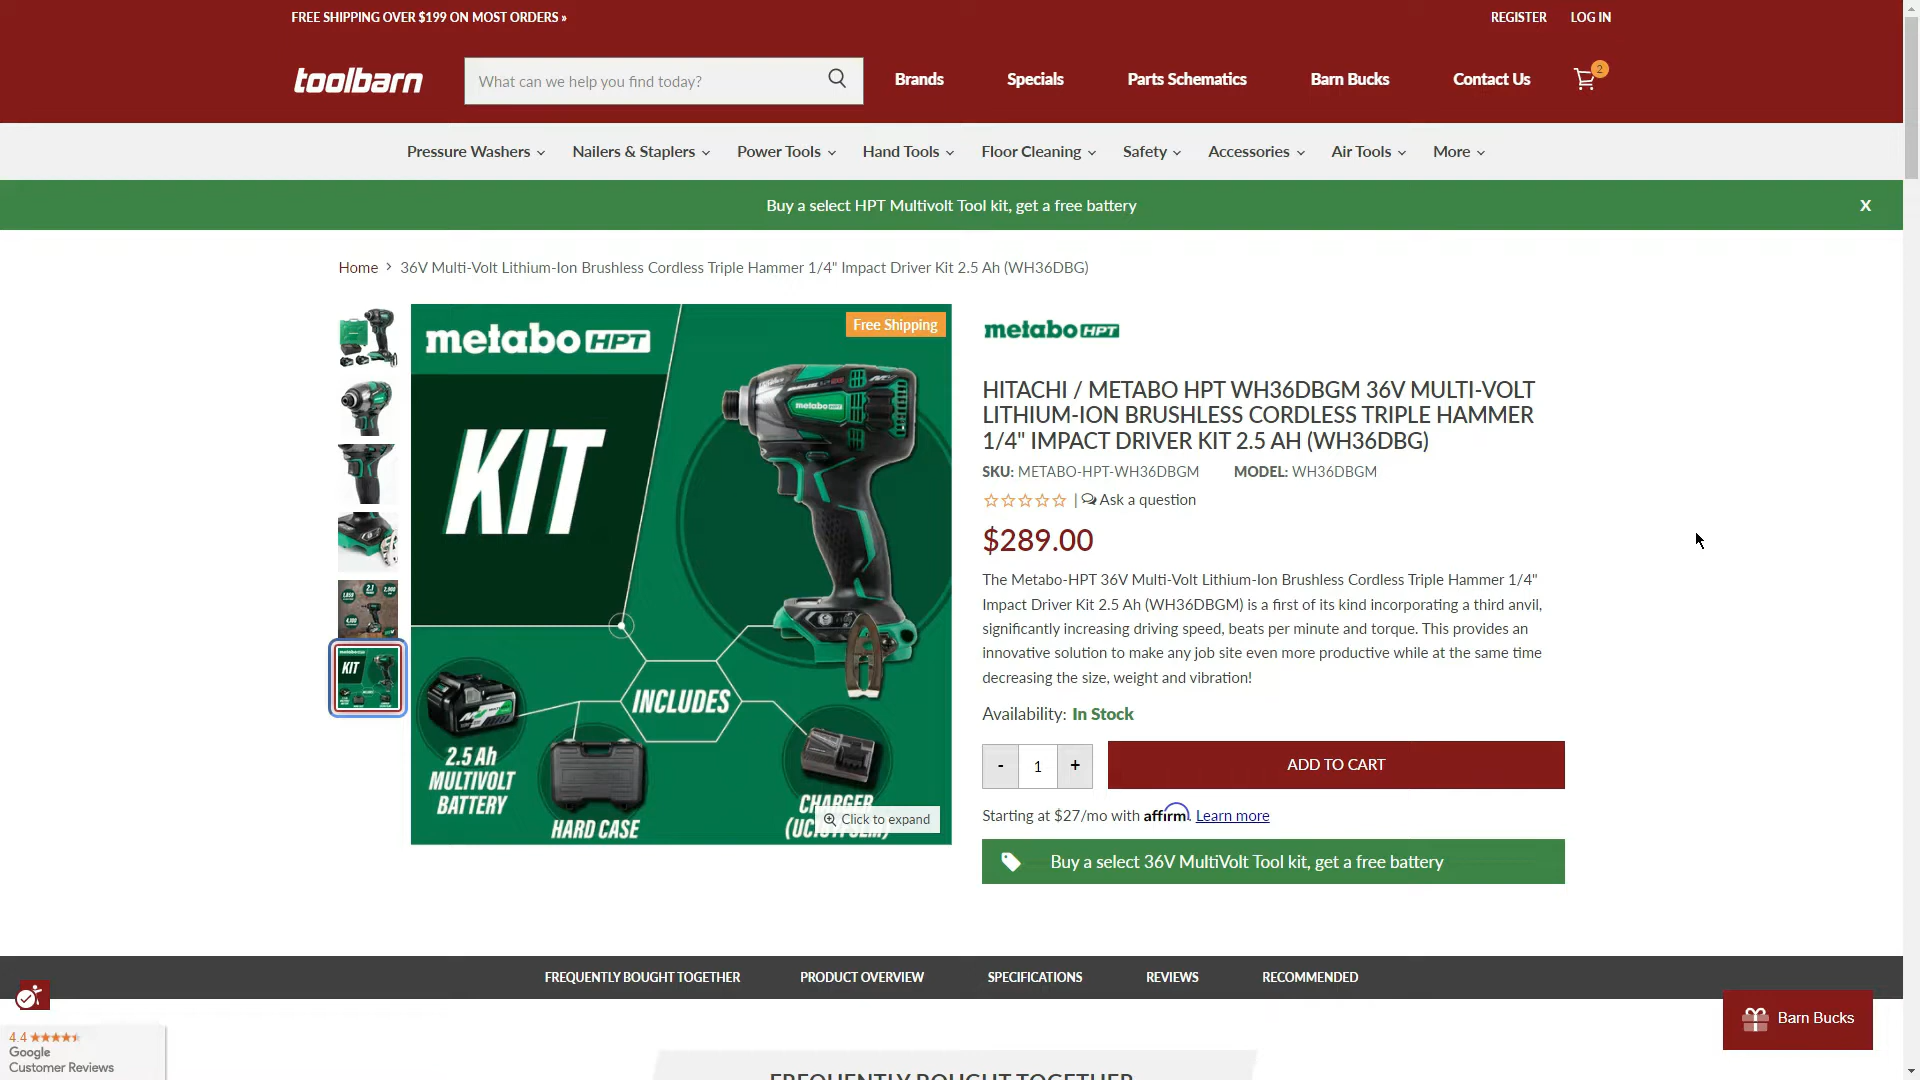 FREE SHIPPING OVER $199 ON MOST ORDERS »
REGISTER
LOG IN
toolbarn
What can we help you find today?
Brands
Specials
Parts Schematics
Barn Bucks
Contact Us
2
Pressure Washers
Nailers & Staplers
Power Tools
Hand Tools
Floor Cleaning
Safety
Accessories
Air Tools
More
Buy a select HPT Multivolt Tool kit, get a free battery
X
Home > 36V Multi-Volt Lithium-Ion Brushless Cordless Triple Hammer 1/4" Impact Driver Kit 2.5 Ah (WH36DBG)
metabo HPT
Free Shipping
KIT
metabo HPT
INCLUDES
2.5 Ah
MULTIVOLT
BATTERY
HARD CASE
CHARGER
Click to expand
KIT
metabo HPT
HITACHI / METABO HPT WH36DBGM 36V MULTI-VOLT
LITHIUM-ION BRUSHLESS CORDLESS TRIPLE HAMMER
1/4" IMPACT DRIVER KIT 2.5 AH (WH36DBG)
SKU: METABO-HPT-WH36DBGM
MODEL: WH36DBGM
| Ask a question
$289.00
The Metabo-HPT 36V Multi-Volt Lithium-Ion Brushless Cordless Triple Hammer 1/4"
Impact Driver Kit 2.5 Ah (WH36DBGM) is a first of its kind incorporating a third anvil,
significantly increasing driving speed, beats per minute and torque. This provides an
innovative solution to make any job site even more productive while at the same time
decreasing the size, weight and vibration!
Availability: In Stock
- 1 +
ADD TO CART
Starting at $27/mo with affirm. Learn more
Buy a select 36V MultiVolt Tool kit, get a free battery
FREQUENTLY BOUGHT TOGETHER
PRODUCT OVERVIEW
SPECIFICATIONS
REVIEWS
RECOMMENDED
Barn Bucks
4.4
Google
Customer Reviews
FREQUENTLY BOUGHT TOGETHER